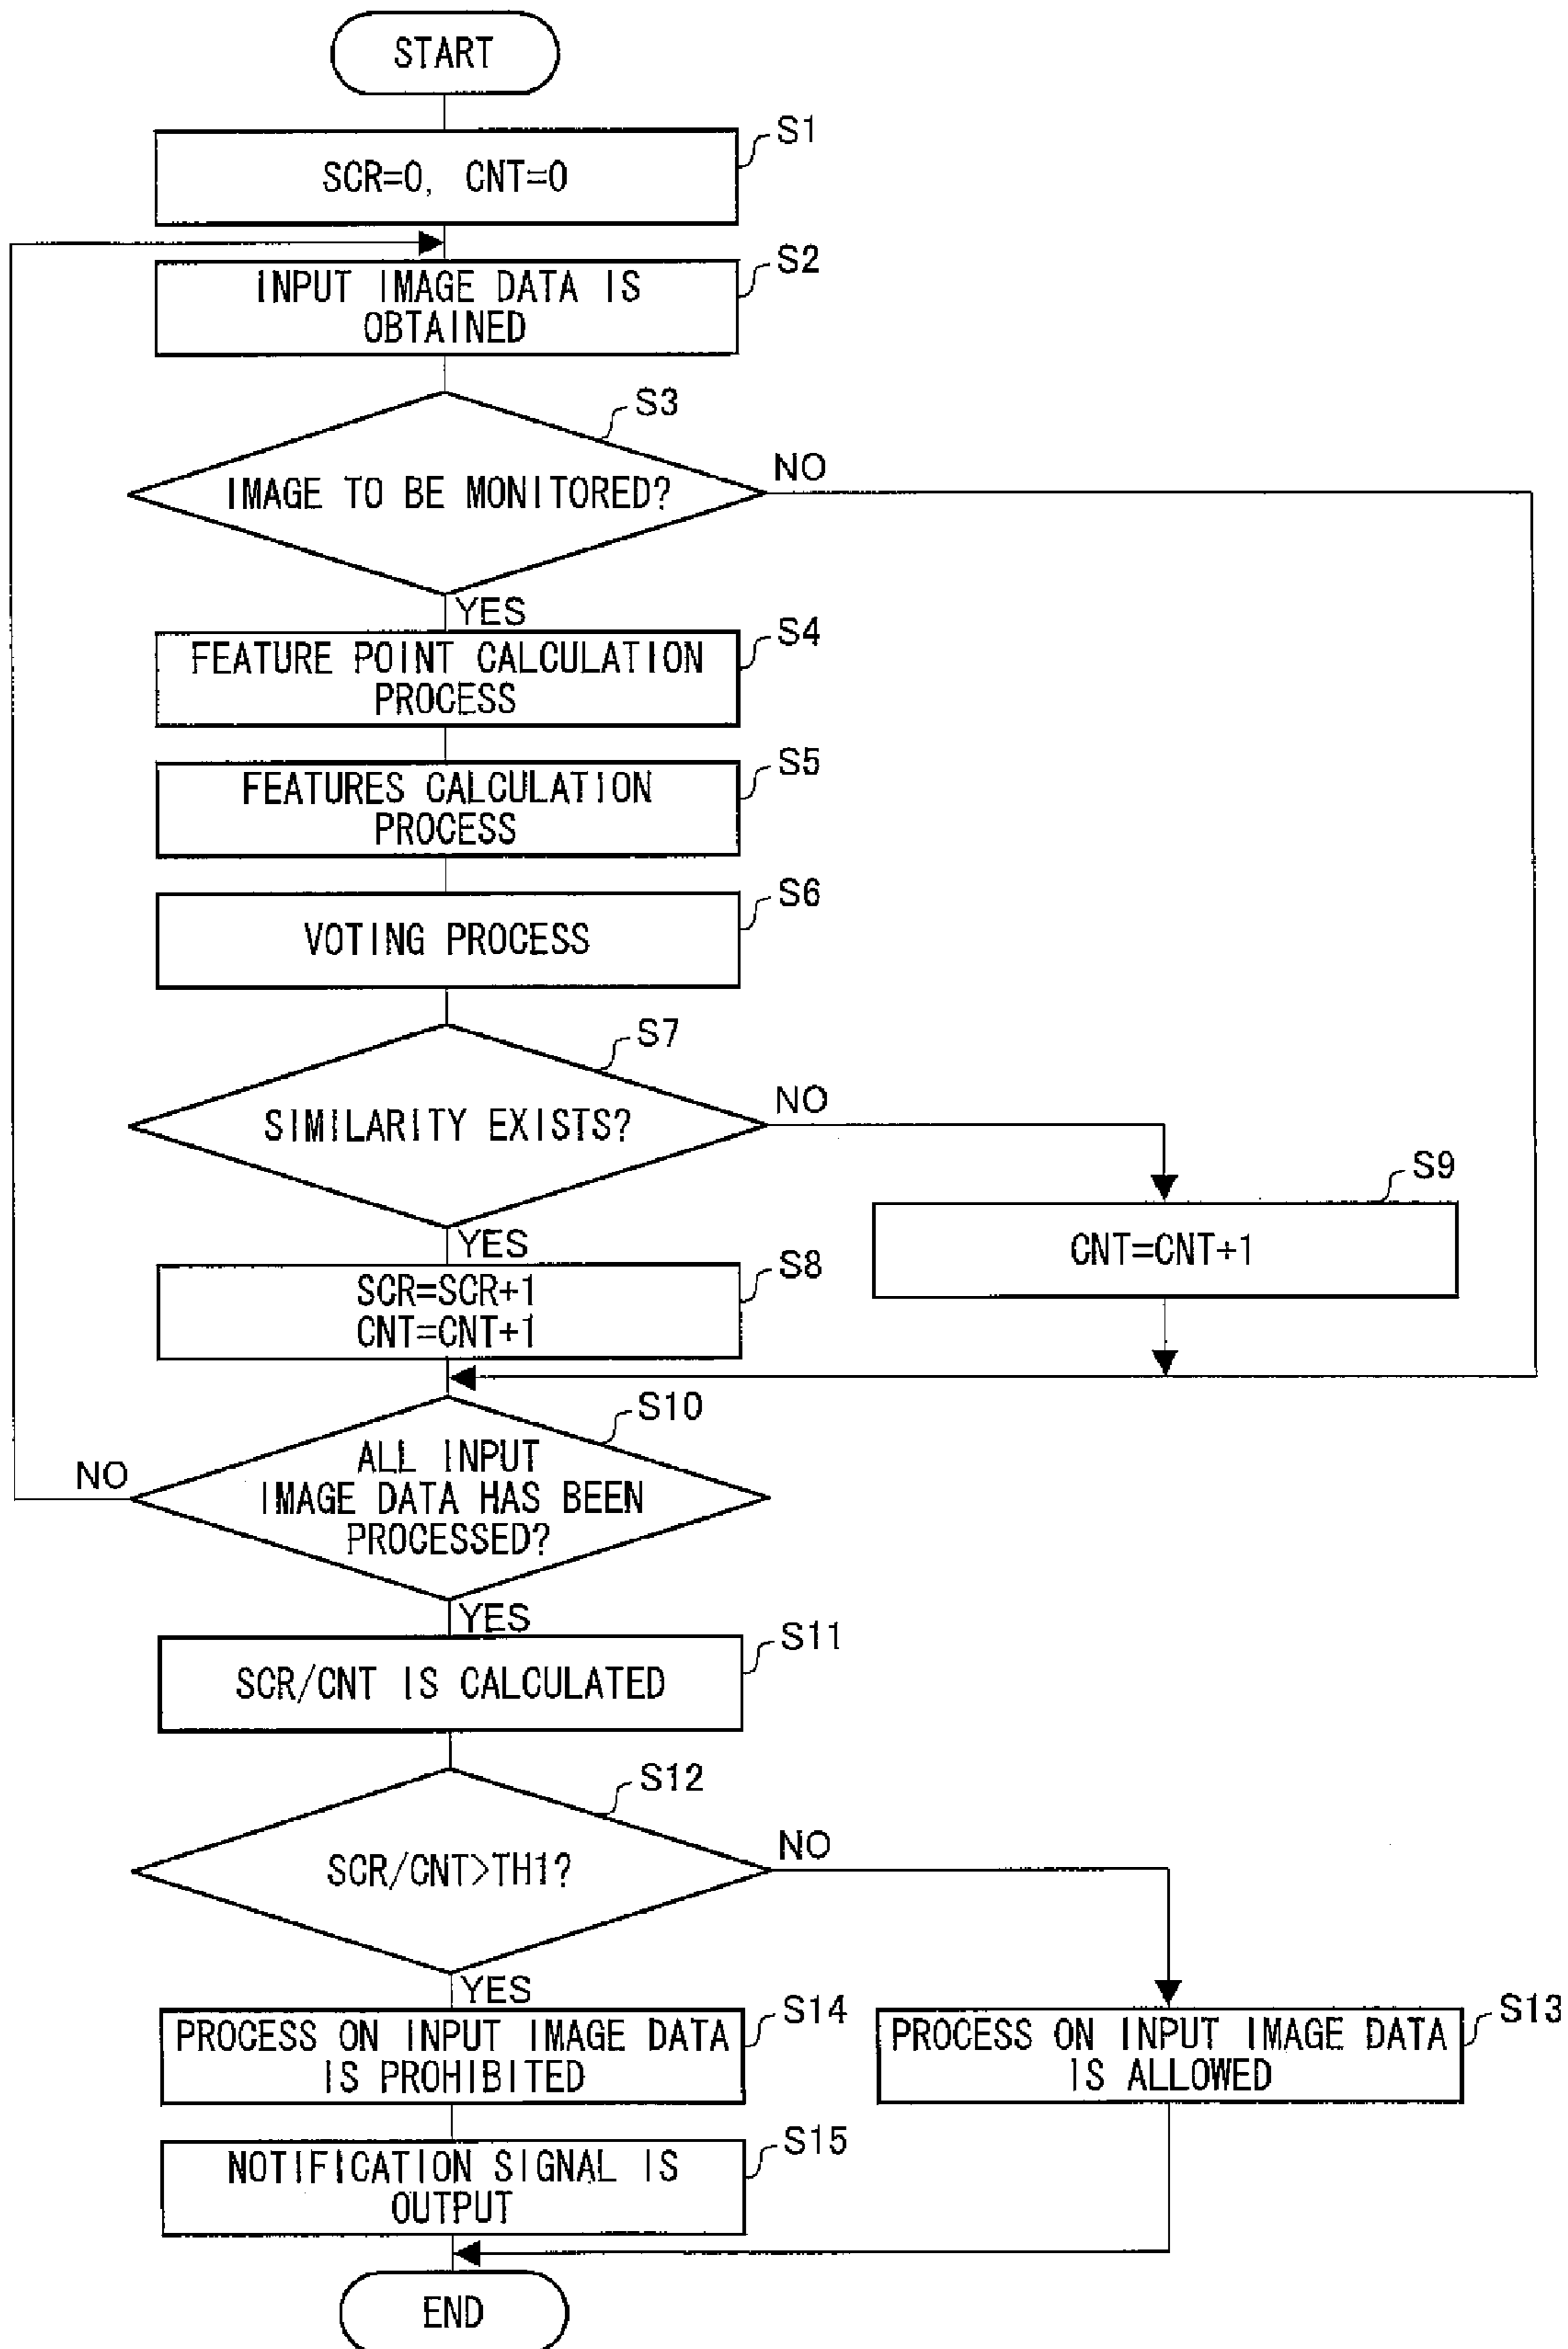 START
S1
SCR=0, CNT=0
S2
INPUT IMAGE DATA IS
OBTAINED
S3
IMAGE TO BE MONITORED?
NO
YES
S4
FEATURE POINT CALCULATION
PROCESS
S5
FEATURES CALCULATION
PROCESS
S6
VOTING PROCESS
S7
SIMILARITY EXISTS?
NO
S9
CNT=CNT+1
YES
S8
SCR=SCR+1
CNT=CNT+1
S10
ALL INPUT
IMAGE DATA HAS BEEN
PROCESSED?
NO
YES
S11
SCR/CNT IS CALCULATED
S12
SCR/CNT>TH1?
NO
YES
S14
PROCESS ON INPUT IMAGE DATA
IS PROHIBITED
S13
PROCESS ON INPUT IMAGE DATA
IS ALLOWED
S15
NOTIFICATION SIGNAL IS
OUTPUT
END